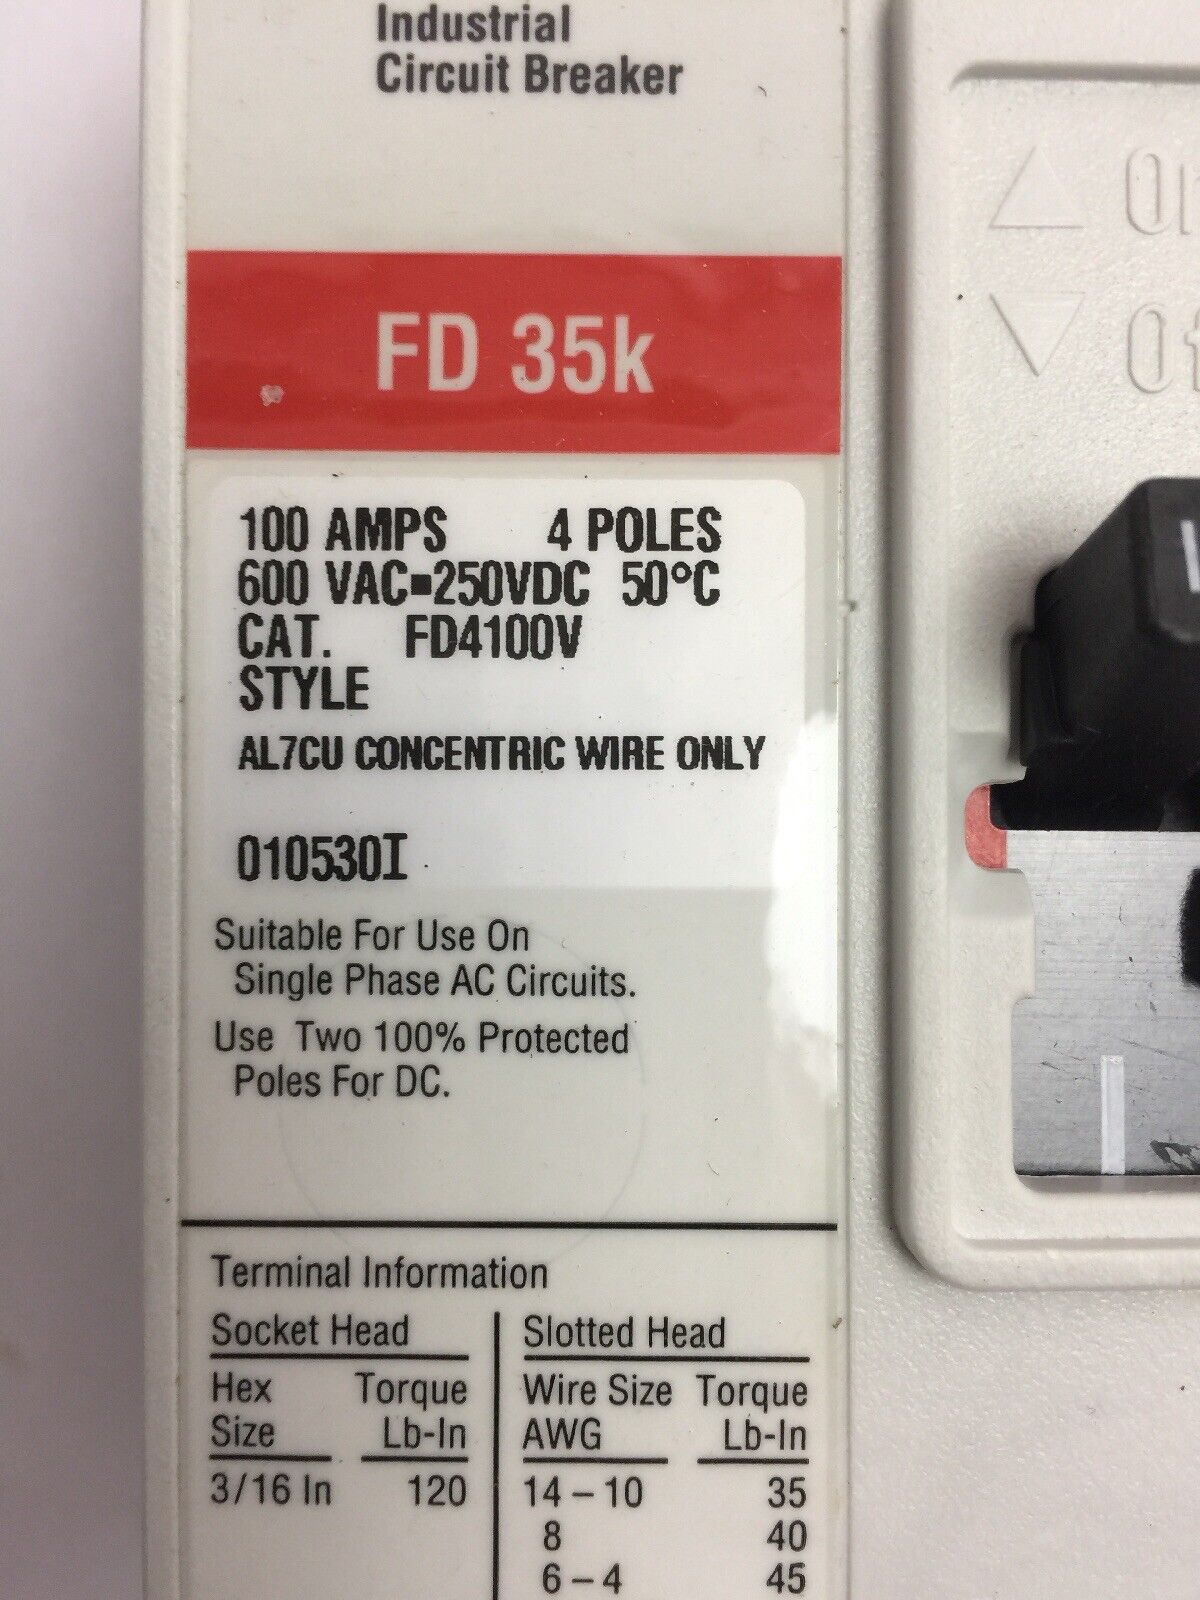 Industrial
Circuit Breaker
FD 35k
100 AMPS 4 POLES
600 VAC▪250VDC 50°C
CAT. FD4100V
STYLE
AL7CU CONCENTRIC WIRE ONLY
010530I
Suitable For Use On
Single Phase AC Circuits.
Use Two 100% Protected
Poles For DC.
Terminal Information
Socket Head
Hex Torque
Size Lb-In
3/16 In 120
Slotted Head
Wire Size Torque
AWG Lb-In
14 – 10 35
8 40
6 – 4 45